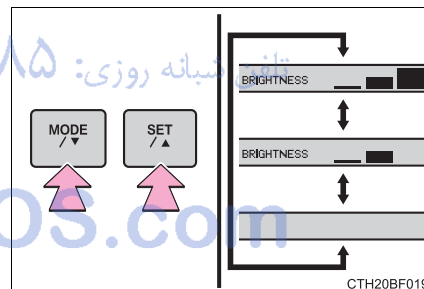 تلفن شبانه روزی: ۸۵
BRIGHTNESS
MODE
/ ▼
SET
/ ▲
BRIGHTNESS
OS.com
CTH20BF019